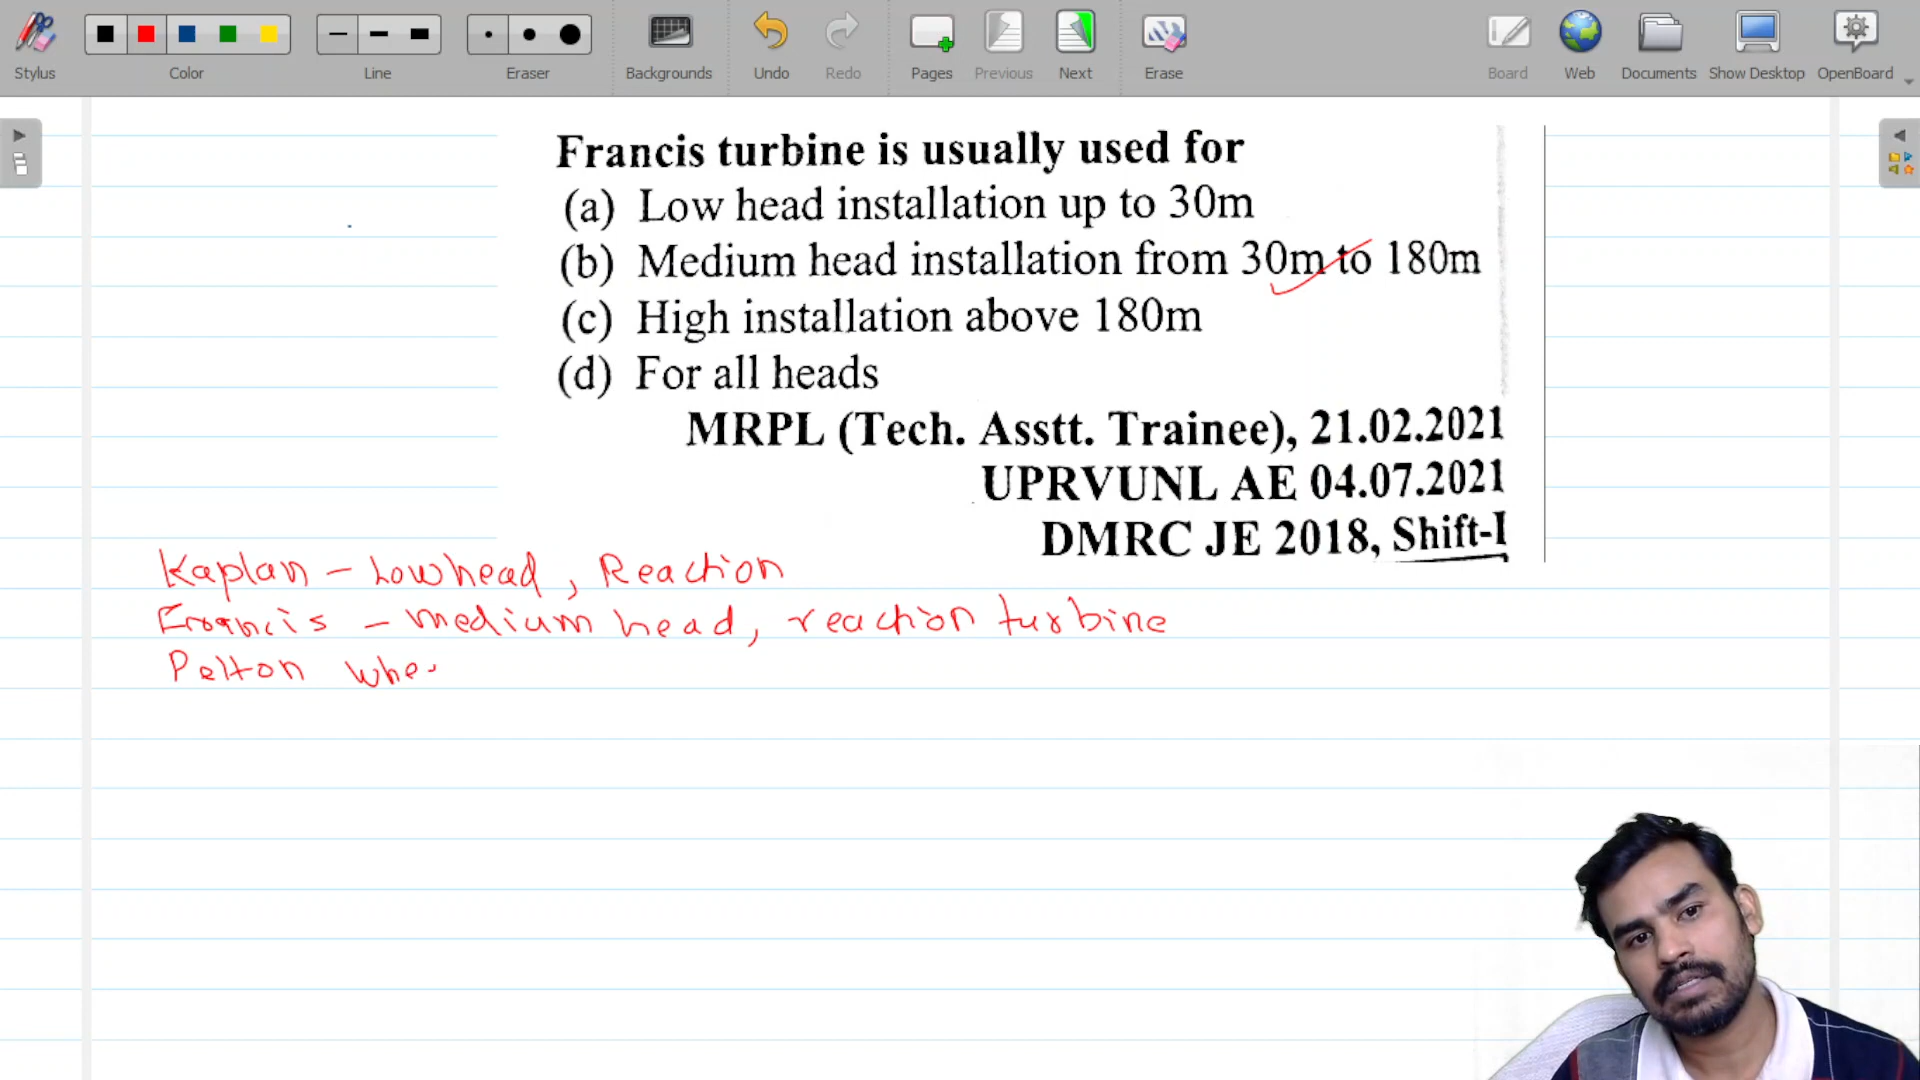 Stylus Color Line Eraser Backgrounds Undo Redo Pages Previous Next Erase Board Web Documents Show Desktop OpenBoard
Francis turbine is usually used for
(a) Low head installation up to 30m
(b) Medium head installation from 30m to 180m
(c) High installation above 180m
(d) For all heads
MRPL (Tech. Asstt. Trainee), 21.02.2021
UPRVUNL AE 04.07.2021
DMRC JE 2018, Shift-I
Kaplan - Low head, Reaction
Francis - medium head, reaction turbine
Pelton whe